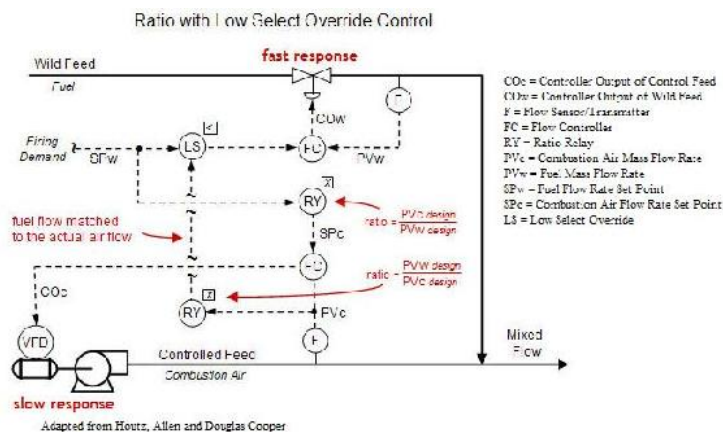 Ratio with Low Select Override Control
fast response
Wild Feed
Fuel
F
COw
Firing
Demand
SPw
LS
<
FC
PVw
COc = Controller Output of Control Feed
COw = Controller Output of Wild Feed
F = Flow Sensor/Transmitter
FC = Flow Controller
RY = Ratio Relay
PVc = Combustion Air Mass Flow Rate
PVw = Fuel Mass Flow Rate
SPw = Fuel Flow Rate Set Point
SPc = Combustion Air Flow Rate Set Point
LS = Low Select Override
RY
ratio = PVc design
PVw design
fuel flow matched
to the actual air flow
SPc
FC
ratio = PVw design
PVc design
COc
RY
PVc
VFD
F
Controlled Feed
Combustion Air
Mixed
Flow
slow response
Adapted from Houtz, Allen and Douglas Cooper